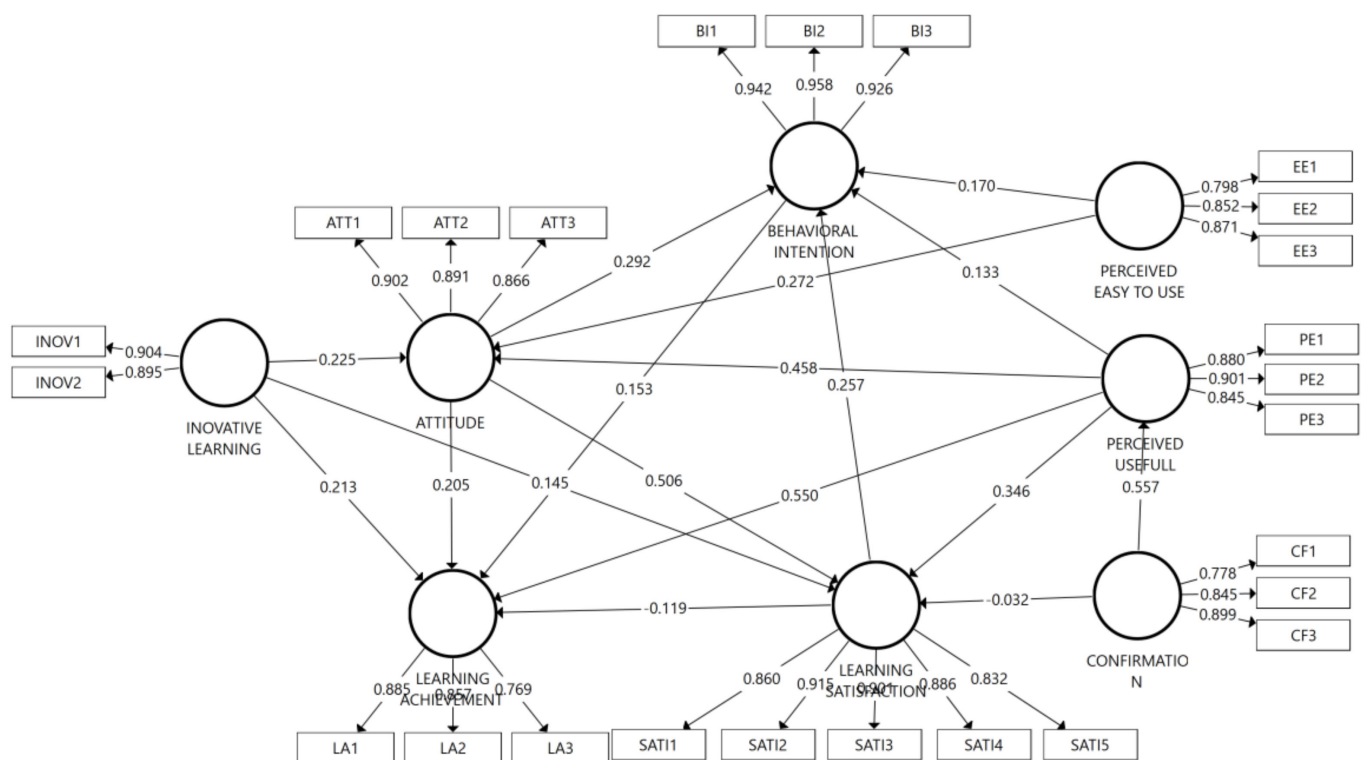 BI1 BI2 BI3
0.942 0.958 0.926
EE1
0.798
EE2
0.852
0.170
EE3
0.871
ATT1 ATT2 ATT3
BEHAVIORAL
INTENTION
0.902 0.891 0.866
0.292
0.272
0.133
PERCEIVED
EASY TO USE
INOV1
0.904
INOV2
0.895
0.225
0.458
0.153
0.257
PE1
0.880
PE2
0.901
PE3
0.845
INOVATIVE
LEARNING
ATTITUDE
PERCEIVED
USEFULL
0.213
0.205
0.145
0.506
0.550
0.346
0.557
CF1
0.778
CF2
0.845
CF3
0.899
-0.119
-0.032
LEARNING
ACHIEVEMENT
LEARNING
SATISFACTION
CONFIRMATIO
N
0.885 0.857 0.769
0.860 0.915 0.901 0.886 0.832
LA1 LA2 LA3 SATI1 SATI2 SATI3 SATI4 SATI5